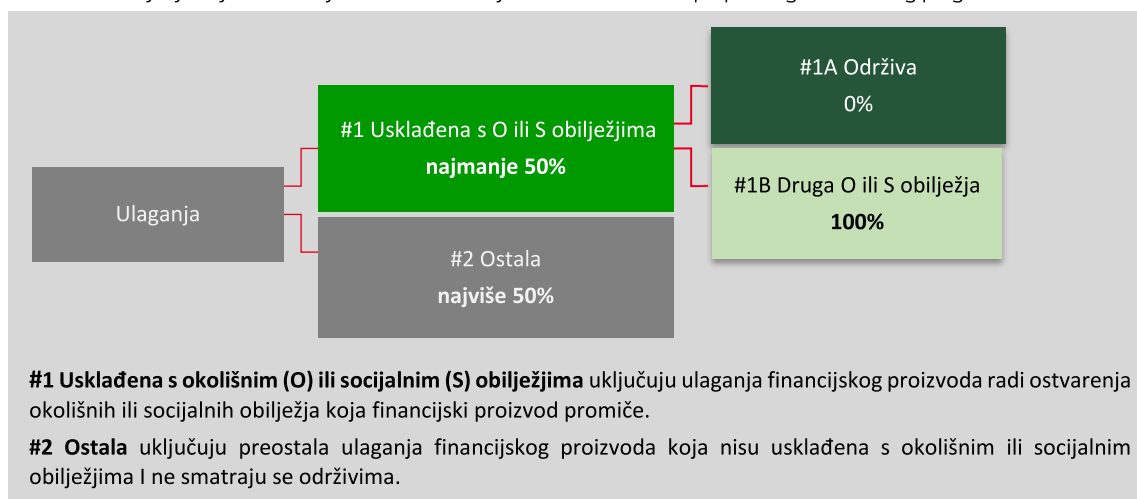 #1A Održiva
0%
#1 Usklađena s O ili S obilježjima
najmanje 50%
#1B Druga O ili S obilježja
100%
Ulaganja
#2 Ostala
najviše 50%
#1 Usklađena s okolišnim (O) ili socijalnim (S) obilježjima uključuju ulaganja financijskog proizvoda radi ostvarenja
okolišnih ili socijalnih obilježja koja financijski proizvod promiče.
#2 Ostala uključuju preostala ulaganja financijskog proizvoda koja nisu usklađena s okolišnim ili socijalnim
obilježjima I ne smatraju se održivima.